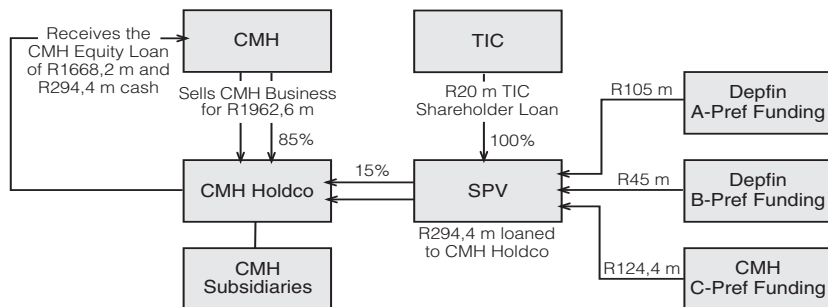 Receives the
CMH Equity Loan
of R1668,2 m and
R294,4 m cash
CMH
TIC
Sells CMH Business
for R1962,6 m
85%
R20 m TIC
Shareholder Loan
100%
R105 m
Depfin
A-Pref Funding
CMH Holdco
15%
SPV
R45 m
Depfin
B-Pref Funding
R294,4 m loaned
to CMH Holdco
CMH
Subsidiaries
R124,4 m
CMH
C-Pref Funding